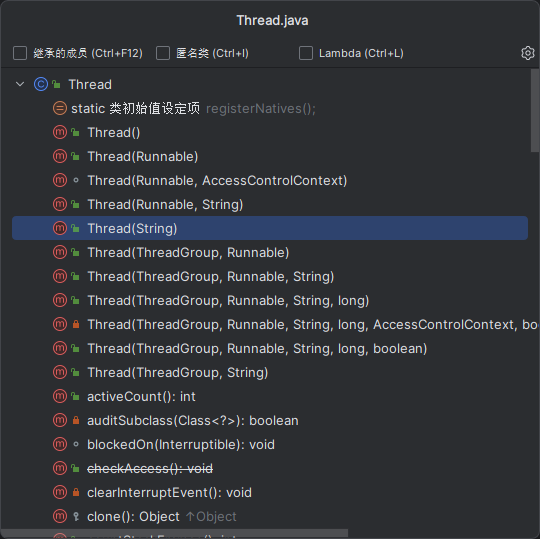 Thread.java
继承的成员 (Ctrl+F12) 匿名类 (Ctrl+I) Lambda (Ctrl+L)
Thread
static 类初始值设定项 registerNatives();
Thread()
Thread(Runnable)
Thread(Runnable, AccessControlContext)
Thread(Runnable, String)
Thread(String)
Thread(ThreadGroup, Runnable)
Thread(ThreadGroup, Runnable, String)
Thread(ThreadGroup, Runnable, String, long)
Thread(ThreadGroup, Runnable, String, long, AccessControlContext, bo
Thread(ThreadGroup, Runnable, String, long, boolean)
Thread(ThreadGroup, String)
activeCount(): int
auditSubclass(Class<?>): boolean
blockedOn(Interruptible): void
checkAccess(): void
clearInterruptEvent(): void
clone(): Object ↑Object